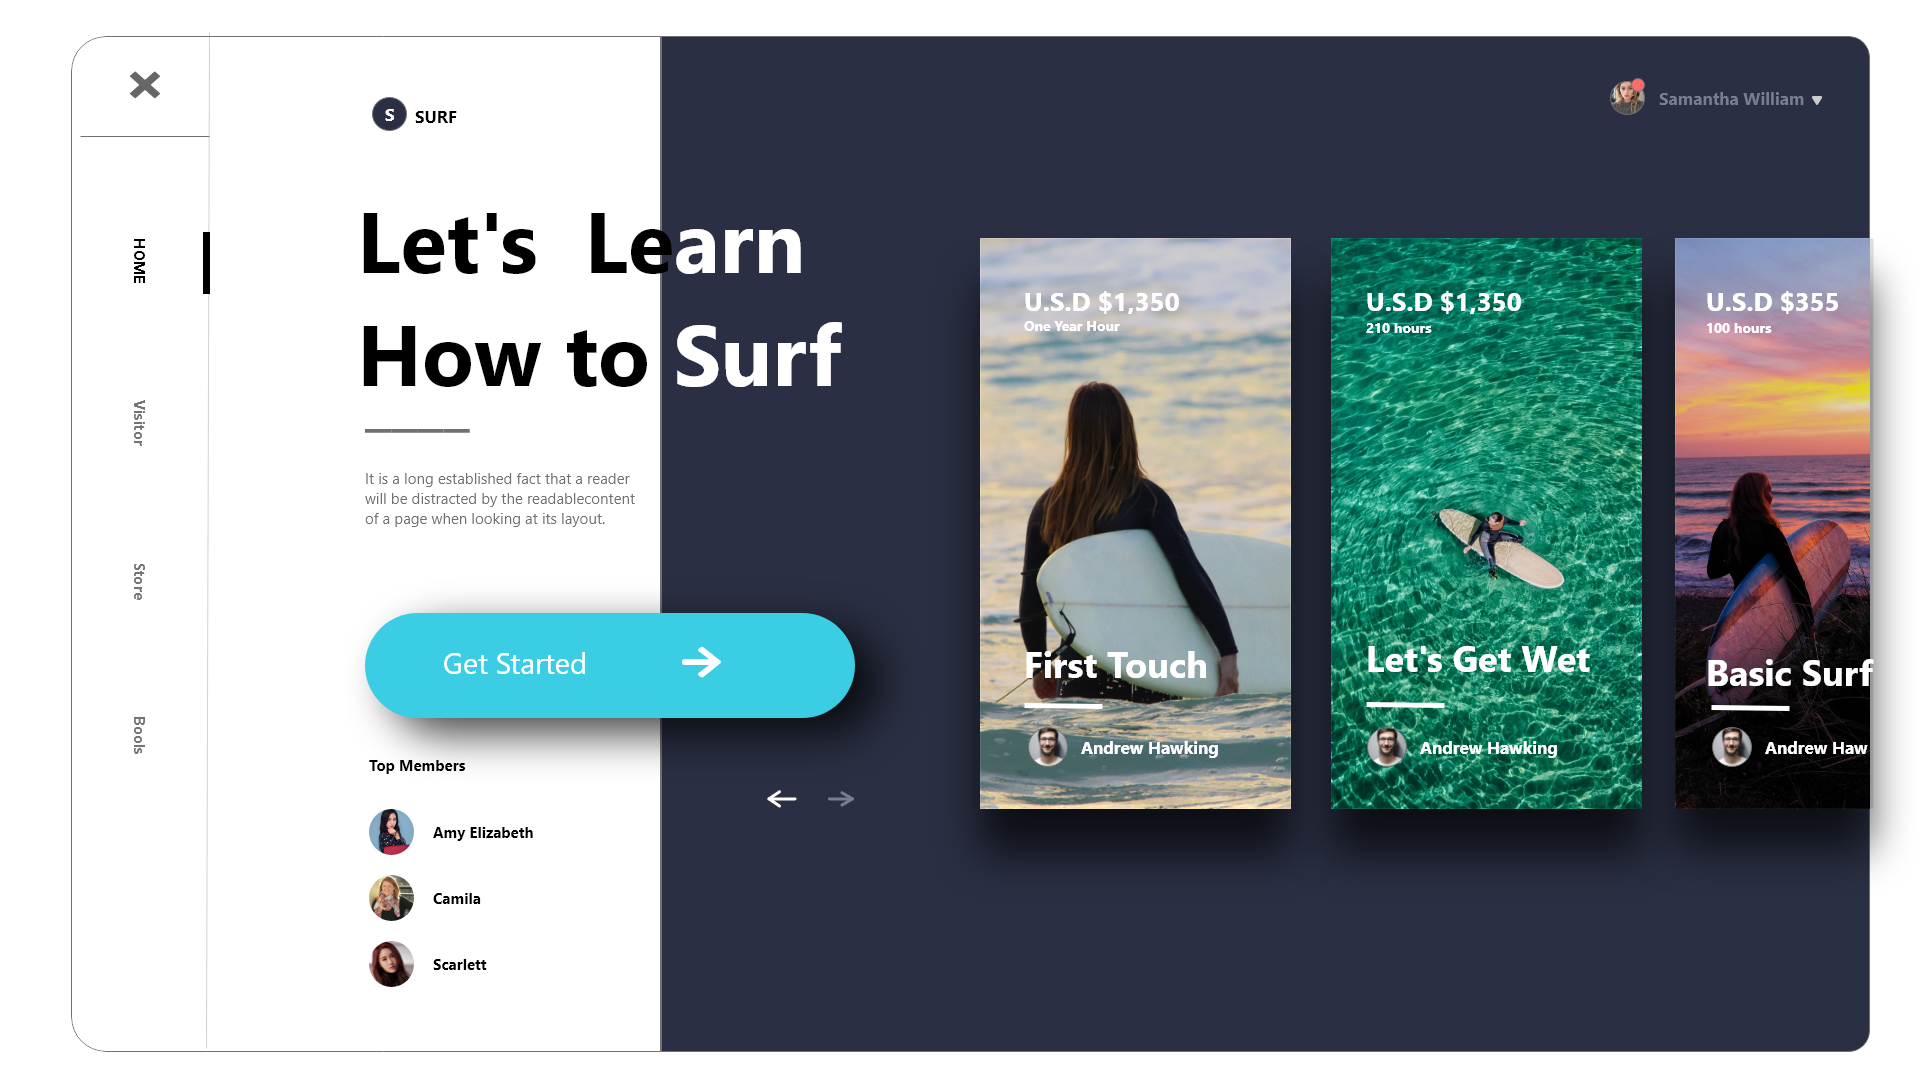 S SURF
Samantha William
HOME
Visitor
Store
Bools
Let's Learn
How to Surf
It is a long established fact that a reader
will be distracted by the readablecontent
of a page when looking at its layout.
Get Started
Top Members
Amy Elizabeth
Camila
Scarlett
U.S.D $1,350
One Year Hour
First Touch
Andrew Hawking
U.S.D $1,350
210 hours
Let's Get Wet
Andrew Hawking
U.S.D $355
100 hours
Basic Surf
Andrew Haw